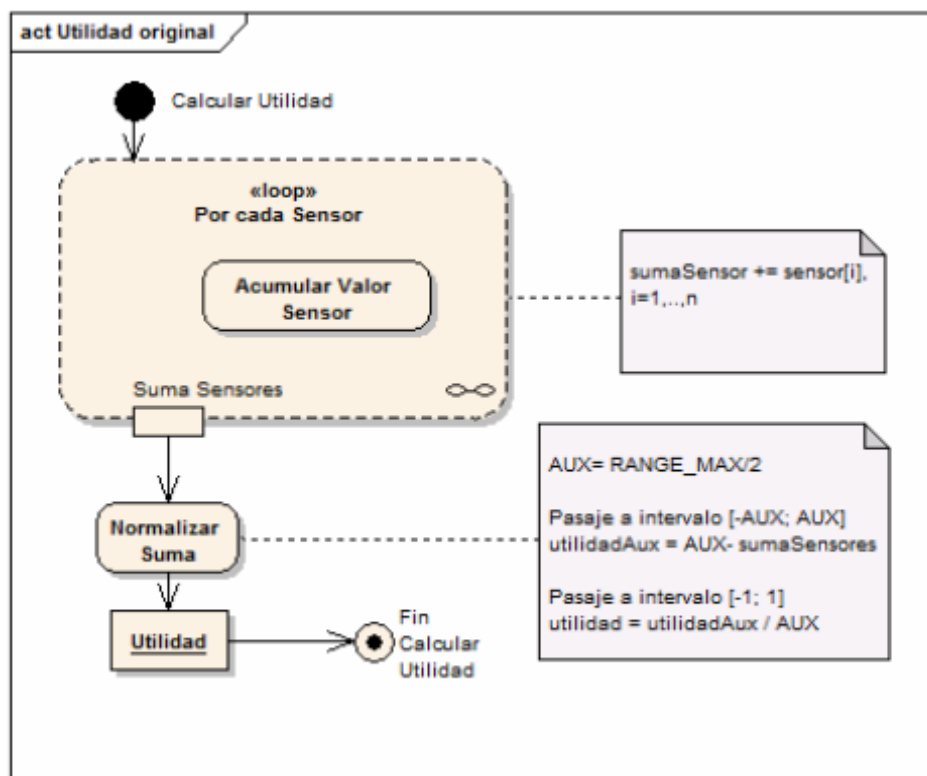 act Utilidad original
Calcular Utilidad
«loop»
Por cada Sensor
Acumular Valor
Sensor
sumaSensor += sensor[i],
i=1,..,n
Suma Sensores
AUX= RANGE_MAX/2
Pasaje a intervalo [-AUX; AUX]
utilidadAux = AUX- sumaSensores
Pasaje a intervalo [-1; 1]
utilidad = utilidadAux / AUX
Normalizar
Suma
Utilidad
Fin
Calcular
Utilidad